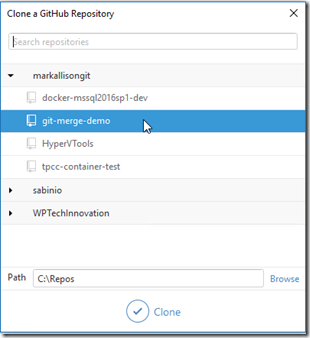 Clone a GitHub Repository
Search repositories
markallisongit
docker-mssql2016sp1-dev
git-merge-demo
HyperVTools
tpcc-container-test
sabinio
WPTechInnovation
Path C:\Repos Browse
Clone